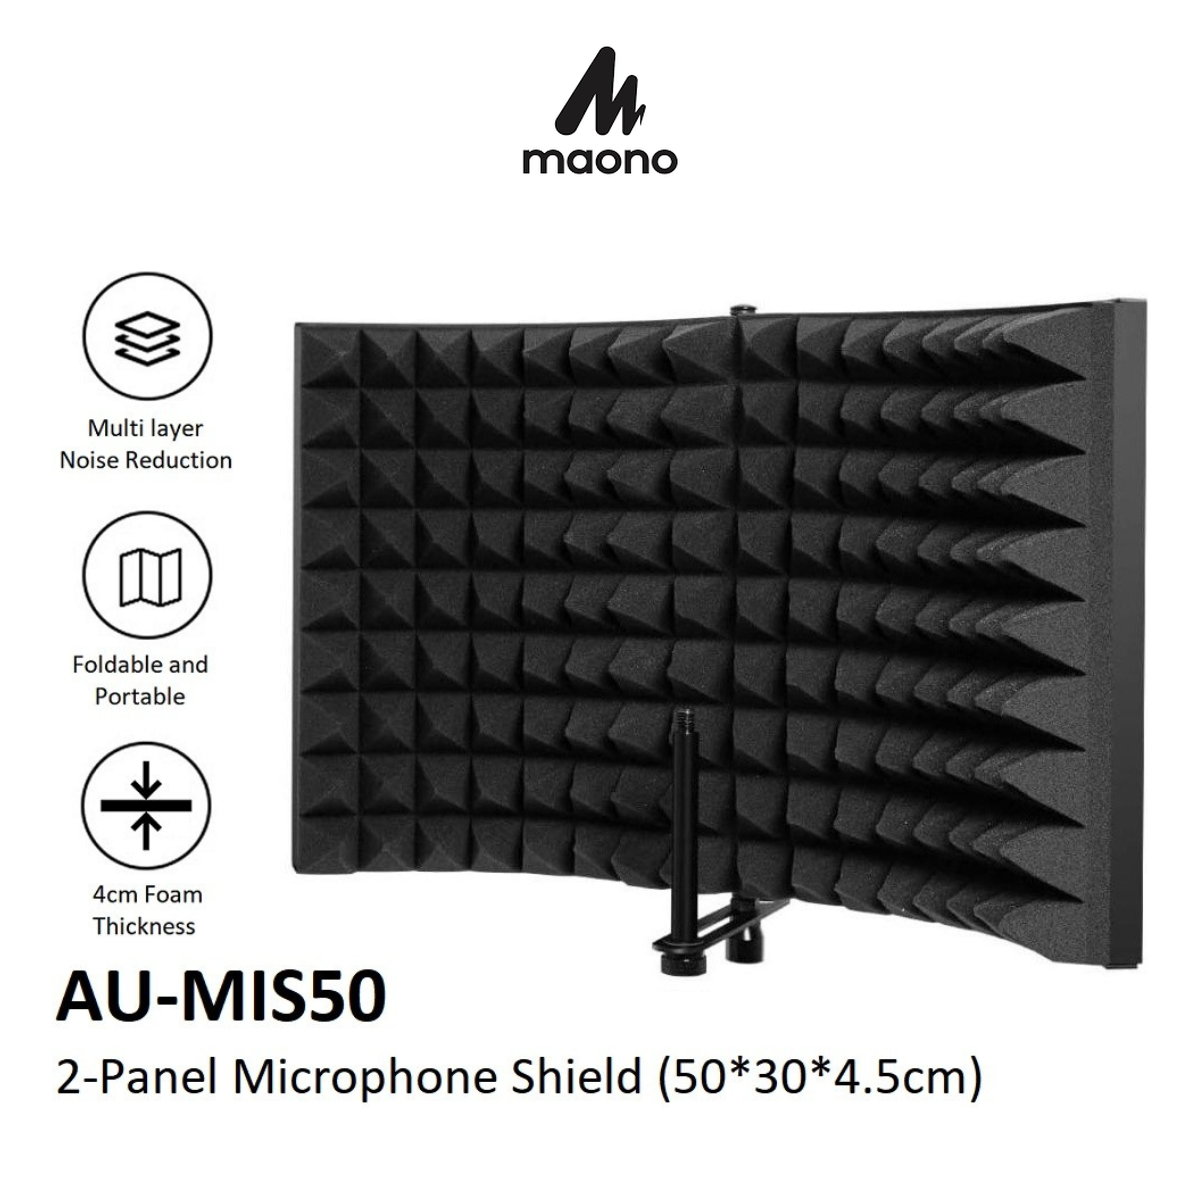 maono
Multi layer
Noise Reduction
Foldable and
Portable
4cm Foam
Thickness
AU-MIS50
2-Panel Microphone Shield (50*30*4.5cm)